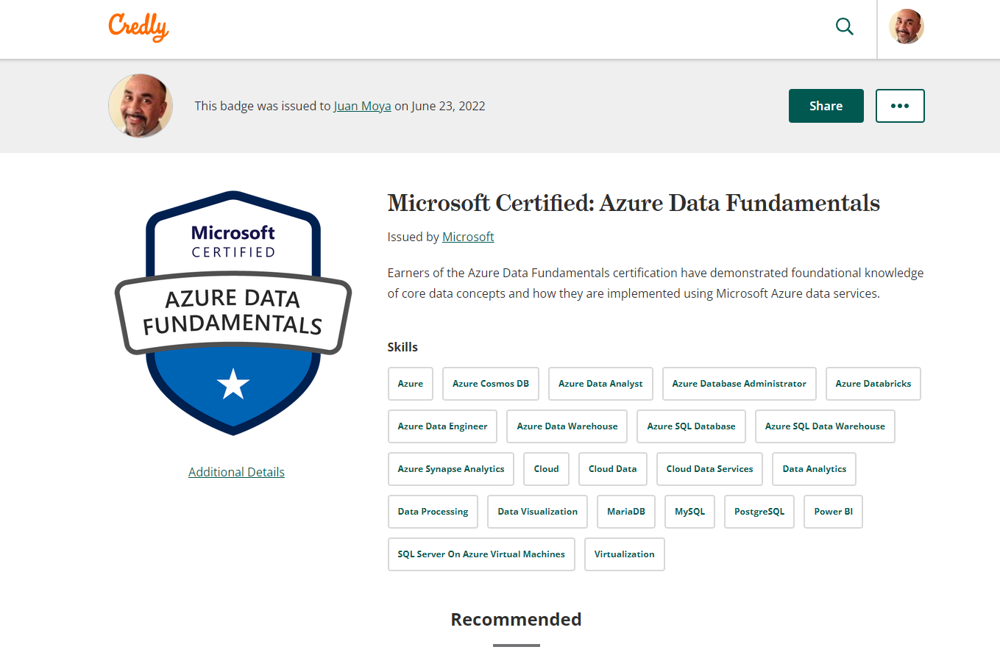 Credly
This badge was issued to Juan Moya on June 23, 2022
Share
•••
Microsoft
CERTIFIED
AZURE DATA
FUNDAMENTALS
Additional Details
Microsoft Certified: Azure Data Fundamentals
Issued by Microsoft
Earners of the Azure Data Fundamentals certification have demonstrated foundational knowledge
of core data concepts and how they are implemented using Microsoft Azure data services.
Skills
Azure Azure Cosmos DB Azure Data Analyst Azure Database Administrator Azure Databricks
Azure Data Engineer Azure Data Warehouse Azure SQL Database Azure SQL Data Warehouse
Azure Synapse Analytics Cloud Cloud Data Cloud Data Services Data Analytics
Data Processing Data Visualization MariaDB MySQL PostgreSQL Power BI
SQL Server On Azure Virtual Machines Virtualization
Recommended